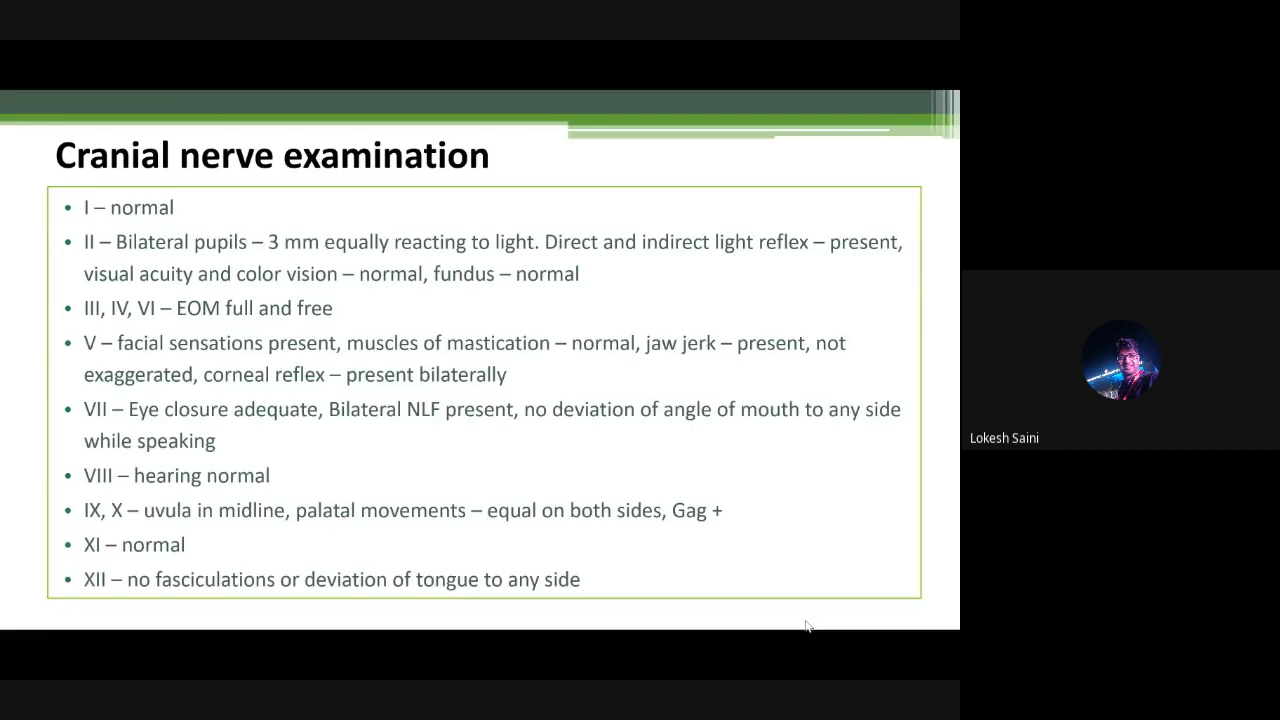 Cranial nerve examination
• I – normal
• II – Bilateral pupils – 3 mm equally reacting to light. Direct and indirect light reflex – present,
visual acuity and color vision – normal, fundus – normal
• III, IV, VI – EOM full and free
• V – facial sensations present, muscles of mastication – normal, jaw jerk – present, not
exaggerated, corneal reflex – present bilaterally
• VII – Eye closure adequate, Bilateral NLF present, no deviation of angle of mouth to any side
while speaking
• VIII – hearing normal
• IX, X – uvula in midline, palatal movements – equal on both sides, Gag +
• XI – normal
• XII – no fasciculations or deviation of tongue to any side
Lokesh Saini